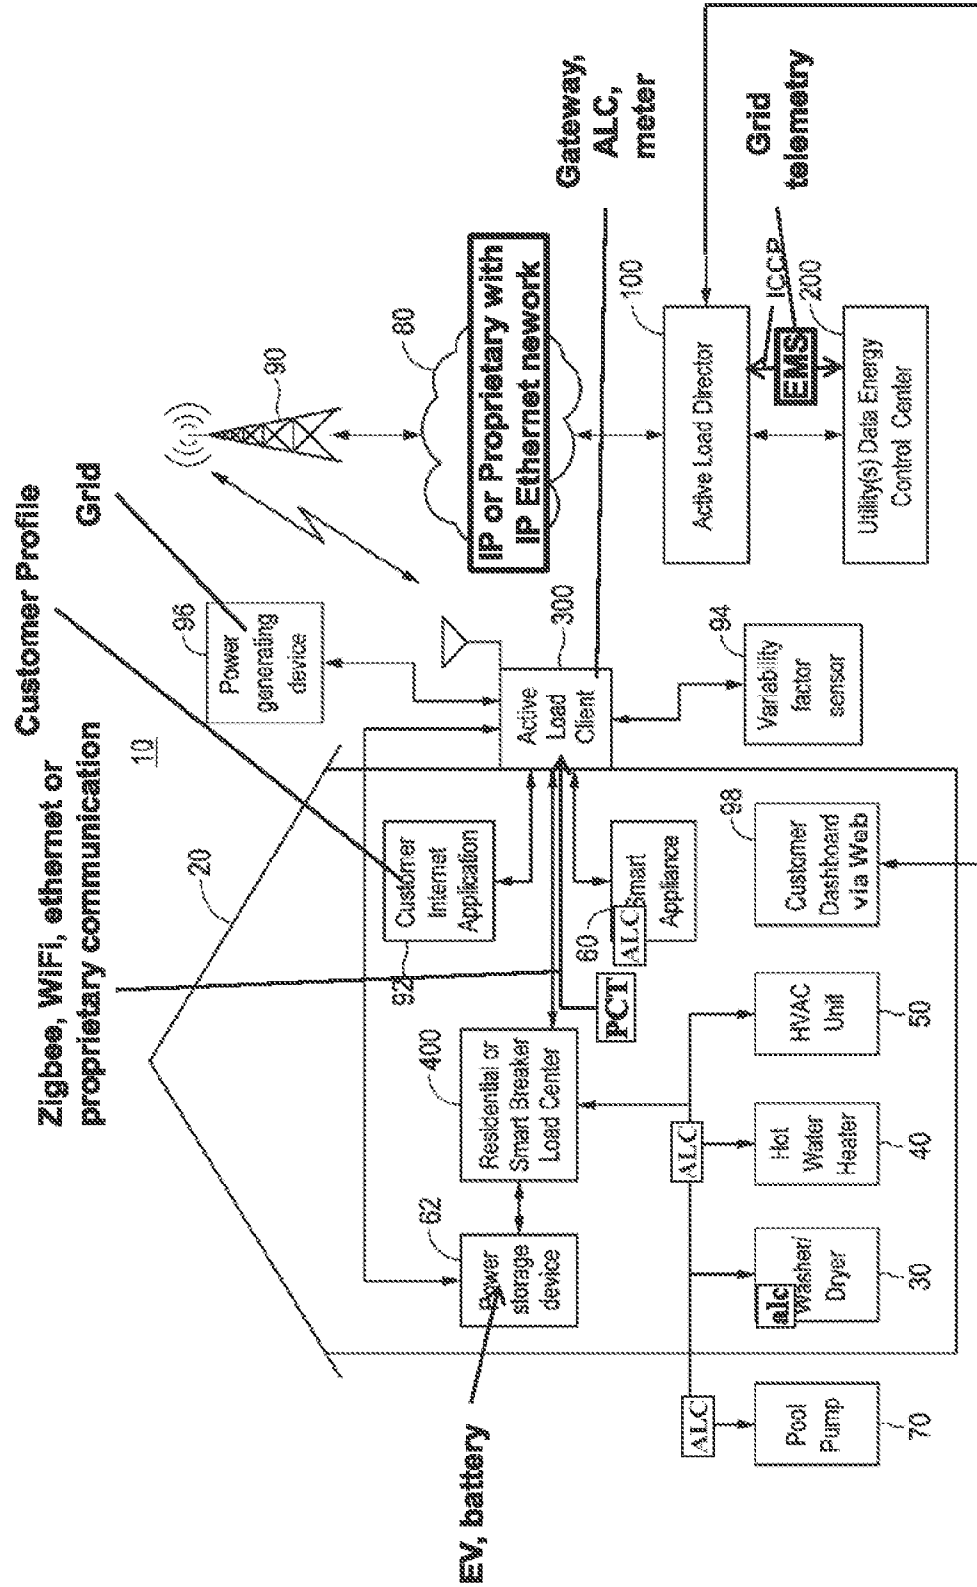 Zigbee, WiFi, ethernet or
proprietary communication
Customer Profile
Grid
10
20
96
Power
generating
device
90
80
IP or Proprietary with
IP Ethernet network
Gateway,
ALC,
meter
Grid
telemetry
EV, battery
62
Power
storage
device
400
Residential or
Smart Breaker
Load Center
92
Customer
Internet
Application
PCT
60
ALC
Smart
Appliance
300
Active
Load
Client
94
Variability
factor
sensor
100
Active Load Director
EMS
ICCP
200
Utility(s) Data Energy
Control Center
ALC
Pool
Pump
70
alc
Washer/
Dryer
30
ALC
Hot
Water
Heater
40
HVAC
Unit
50
98
Customer
Dashboard
via Web